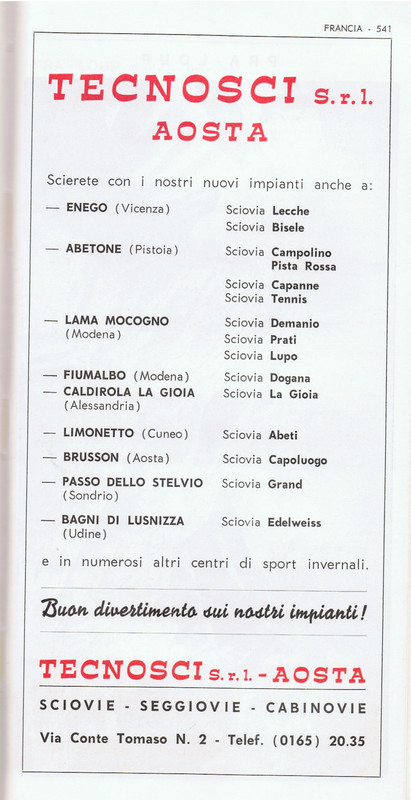 FRANCIA - 541
TECNOSCI s.r.l.
AOSTA
Scierete con i nostri nuovi impianti anche a:
— ENEGO (Vicenza) Sciovia Lecche
Sciovia Bisele
— ABETONE (Pistoia) Sciovia Campolino
Pista Rossa
Sciovia Capanne
Sciovia Tennis
— LAMA MOCOGNO Sciovia Demanio
(Modena) Sciovia Prati
Sciovia Lupo
— FIUMALBO (Modena) Sciovia Dogana
— CALDIROLA LA GIOIA Sciovia La Gioia
(Alessandria)
— LIMONETTO (Cuneo) Sciovia Abeti
— BRUSSON (Aosta) Sciovia Capoluogo
— PASSO DELLO STELVIO Sciovia Grand
(Sondrio)
— BAGNI DI LUSNIZZA Sciovia Edelweiss
(Udine)
e in numerosi altri centri di sport invernali.
Buon divertimento sui nostri impianti!
TECNOSCI s.r.l. - AOSTA
SCIOVIE - SEGGIOVIE - CABINOVIE
Via Conte Tomaso N. 2 - Telef. (0165) 20.35